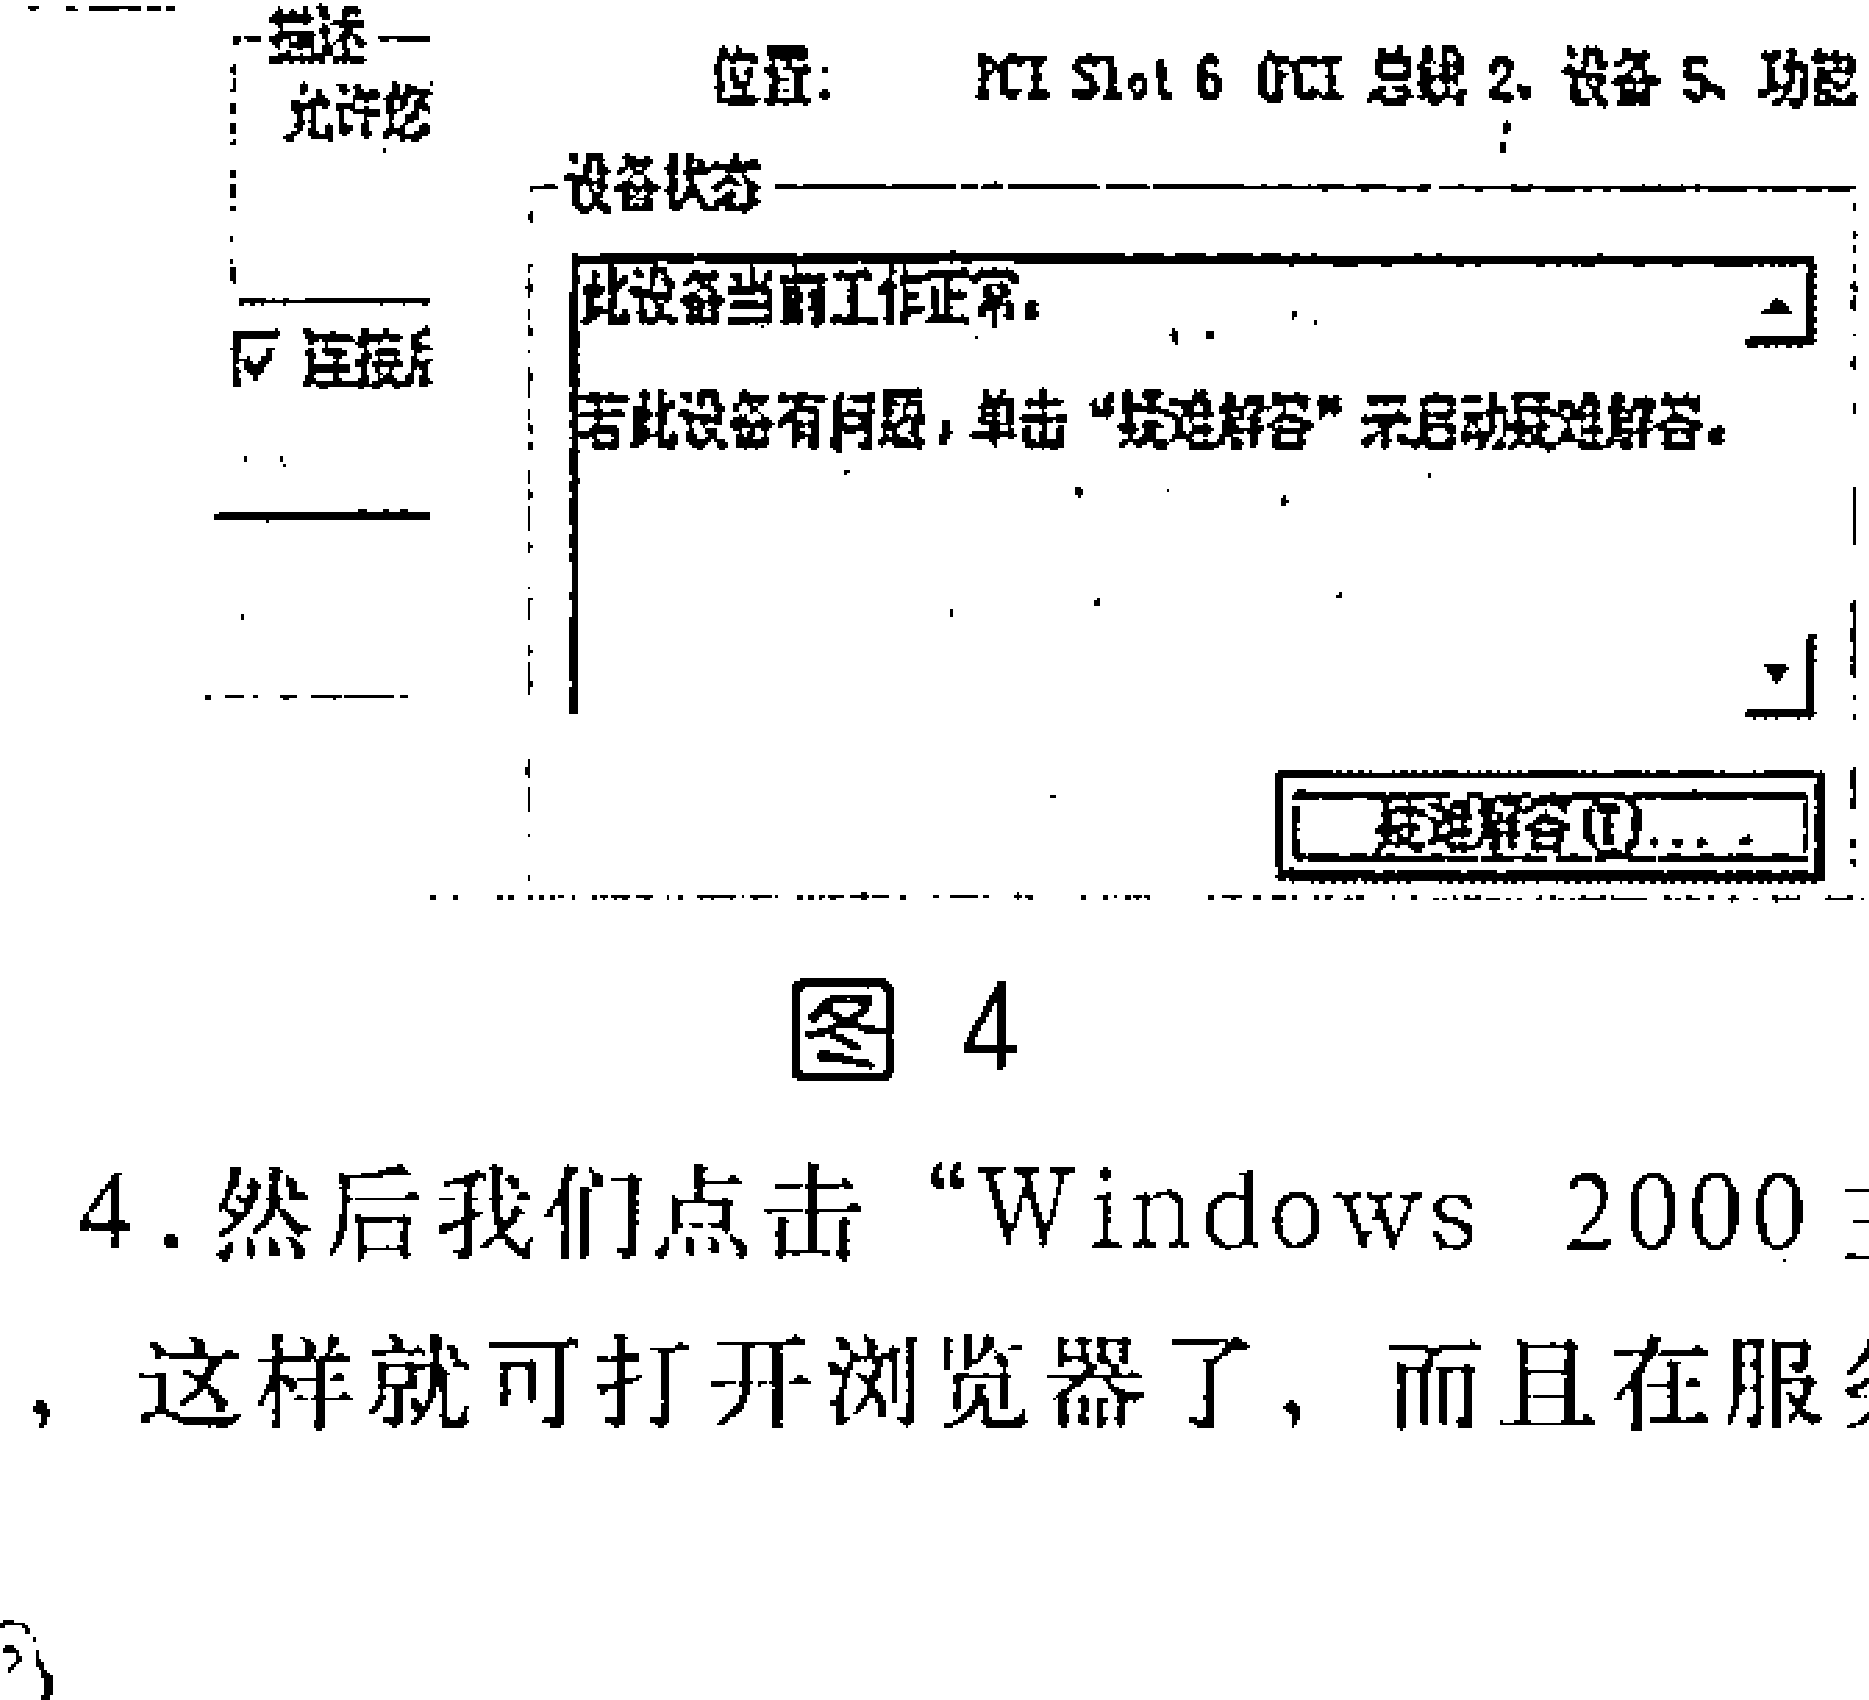 描述
允许您
位置: PCI Slot 6 (PCI 总线 2、设备 5、功能
设备状态
此设备当前工作正常。
连接后
若此设备有问题，单击“疑难解答”来启动疑难解答。
疑难解答(T)...
图 4
4.然后我们点击“Windows 2000
，这样就可打开浏览器了，而且在服务